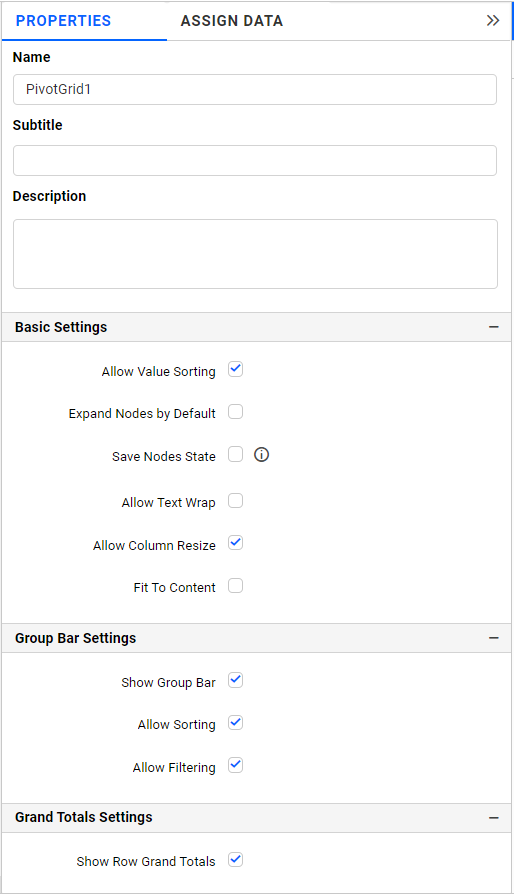 PROPERTIES ASSIGN DATA
Name
PivotGrid1
Subtitle
Description
Basic Settings
Allow Value Sorting
Expand Nodes by Default
Save Nodes State
Allow Text Wrap
Allow Column Resize
Fit To Content
Group Bar Settings
Show Group Bar
Allow Sorting
Allow Filtering
Grand Totals Settings
Show Row Grand Totals